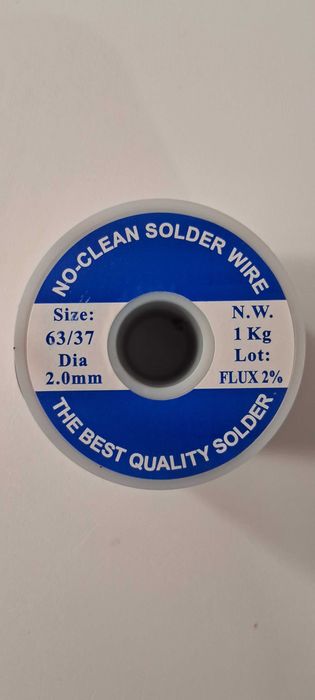 NO-CLEAN SOLDER WIRE
Size:
63/37
Dia
2.0mm
N.W.
1 Kg
Lot:
FLUX 2%
THE BEST QUALITY SOLDER